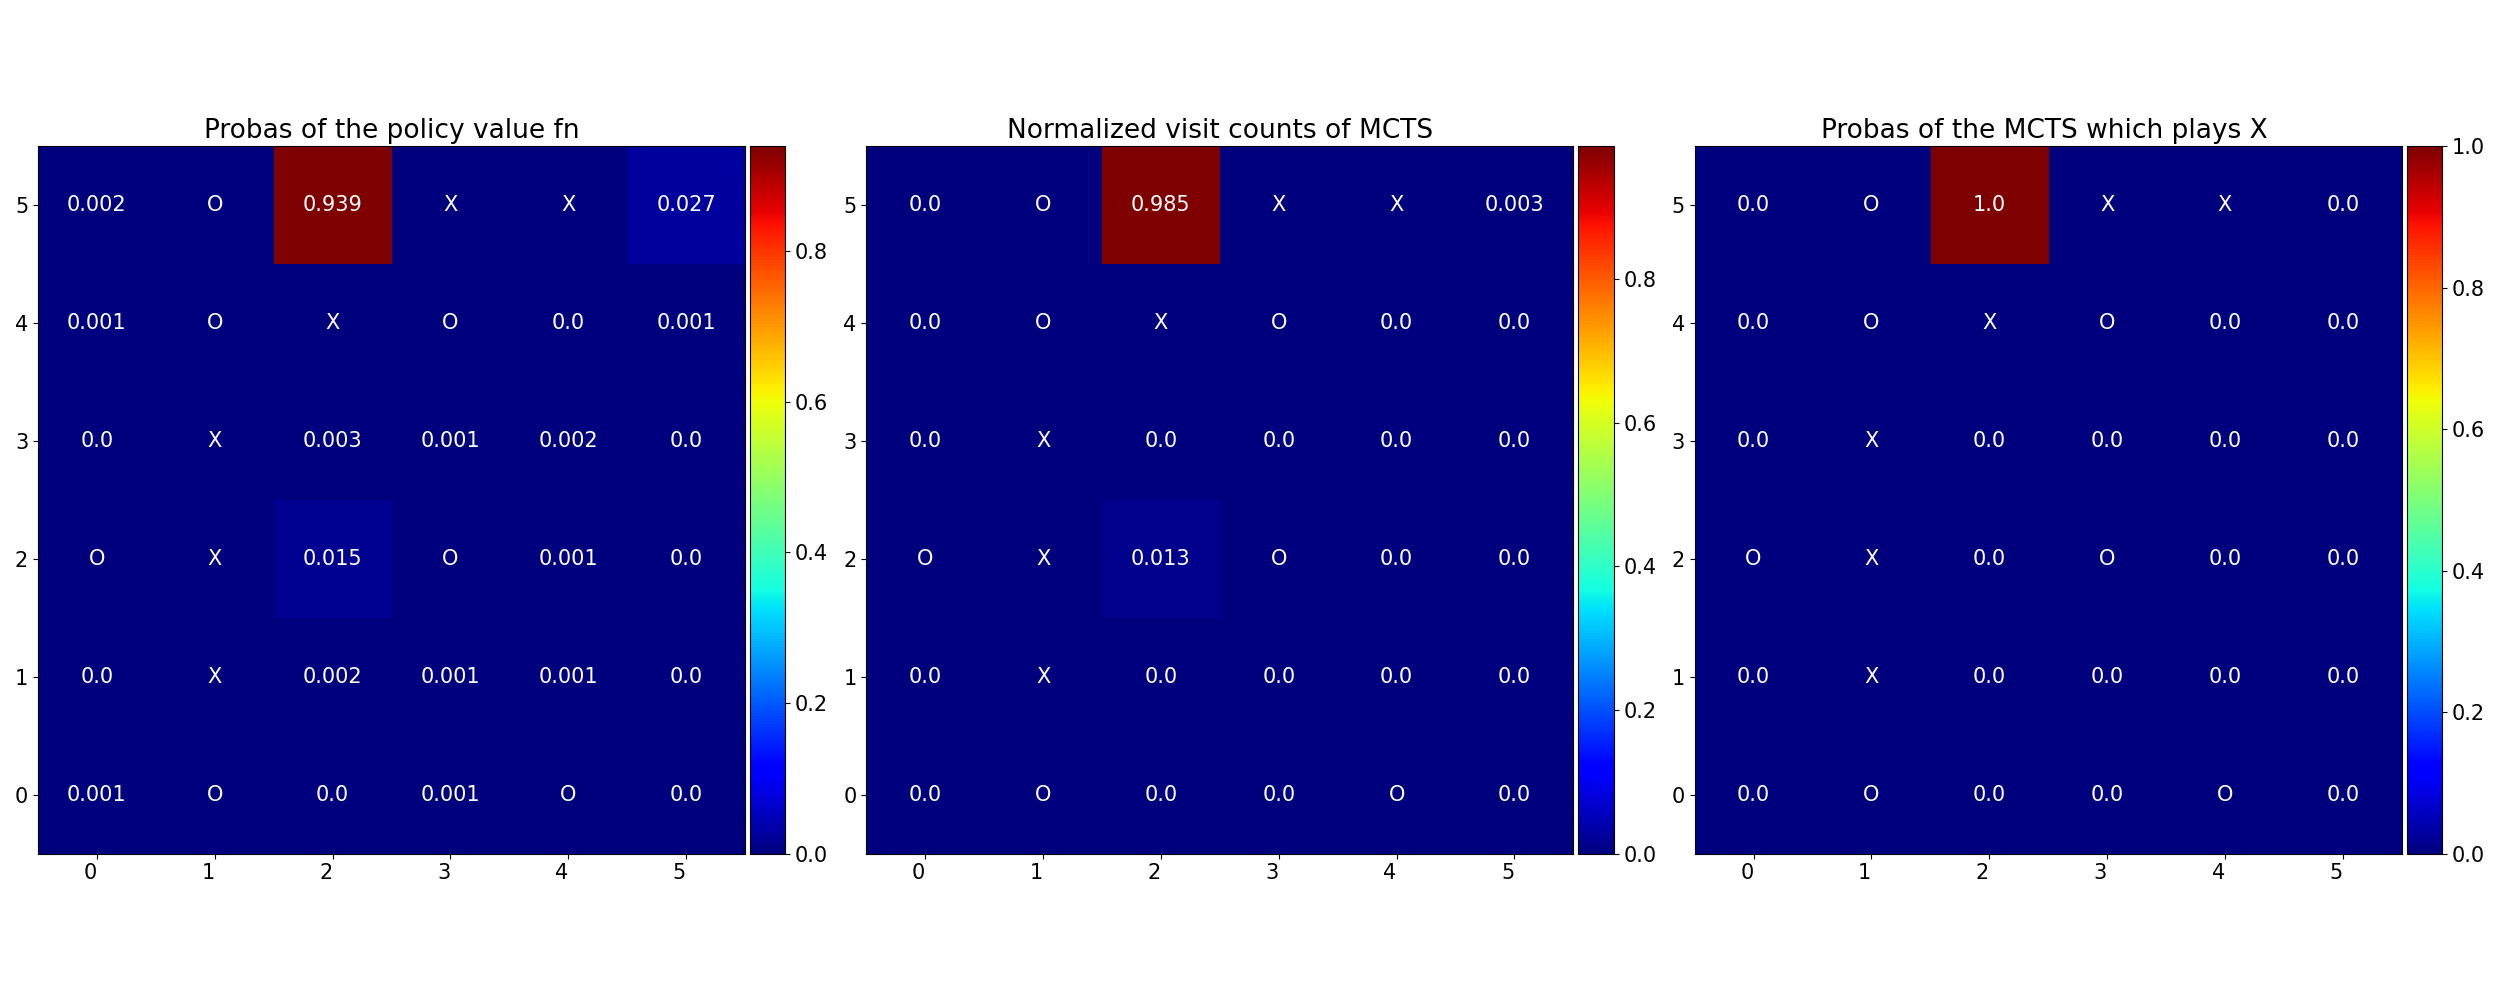 Probas of the policy value fn Normalized visit counts of MCTS Probas of the MCTS which plays X
1.0
5 0.002 O 0.939 X X 0.027 5 0.0 O 0.985 X X 0.003 5 0.0 O 1.0 X X 0.0
0.8 0.8 0.8
4 0.001 O X O 0.0 0.001 4 0.0 O X O 0.0 0.0 4 0.0 O X O 0.0 0.0
0.6 0.6 0.6
3 0.0 X 0.003 0.001 0.002 0.0 3 0.0 X 0.0 0.0 0.0 0.0 3 0.0 X 0.0 0.0 0.0 0.0
2 O X 0.015 O 0.001 0.0 2 O X 0.013 O 0.0 0.0 2 O X 0.0 O 0.0 0.0
0.4 0.4 0.4
1 0.0 X 0.002 0.001 0.001 0.0 1 0.0 X 0.0 0.0 0.0 0.0 1 0.0 X 0.0 0.0 0.0 0.0
0.2 0.2 0.2
0 0.001 O 0.0 0.001 O 0.0 0 0.0 O 0.0 0.0 O 0.0 0 0.0 O 0.0 0.0 O 0.0
0.0 0.0 0.0
0 1 2 3 4 5 0 1 2 3 4 5 0 1 2 3 4 5